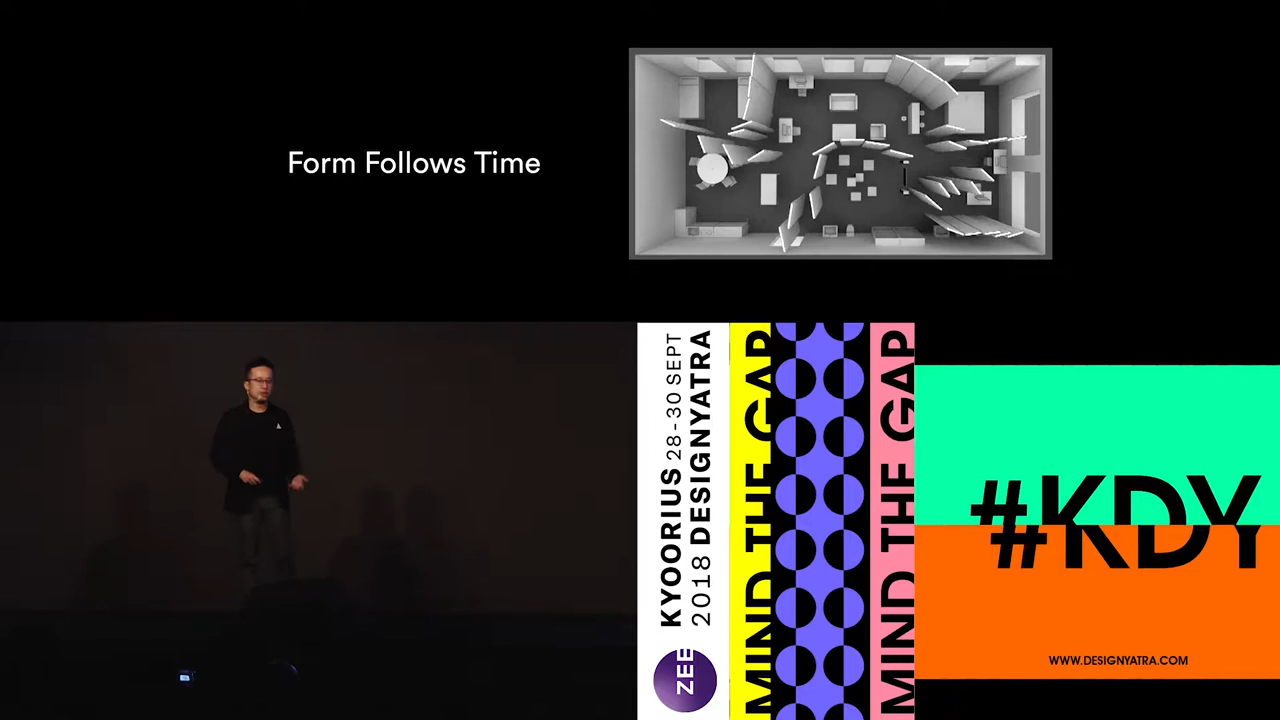 Form Follows Time
KYOORIUS 28-30 SEPT
2018 DESIGNYATRA
ZEE
MIND THE GAP
MIND THE GAP
#KDY
WWW.DESIGNYATRA.COM